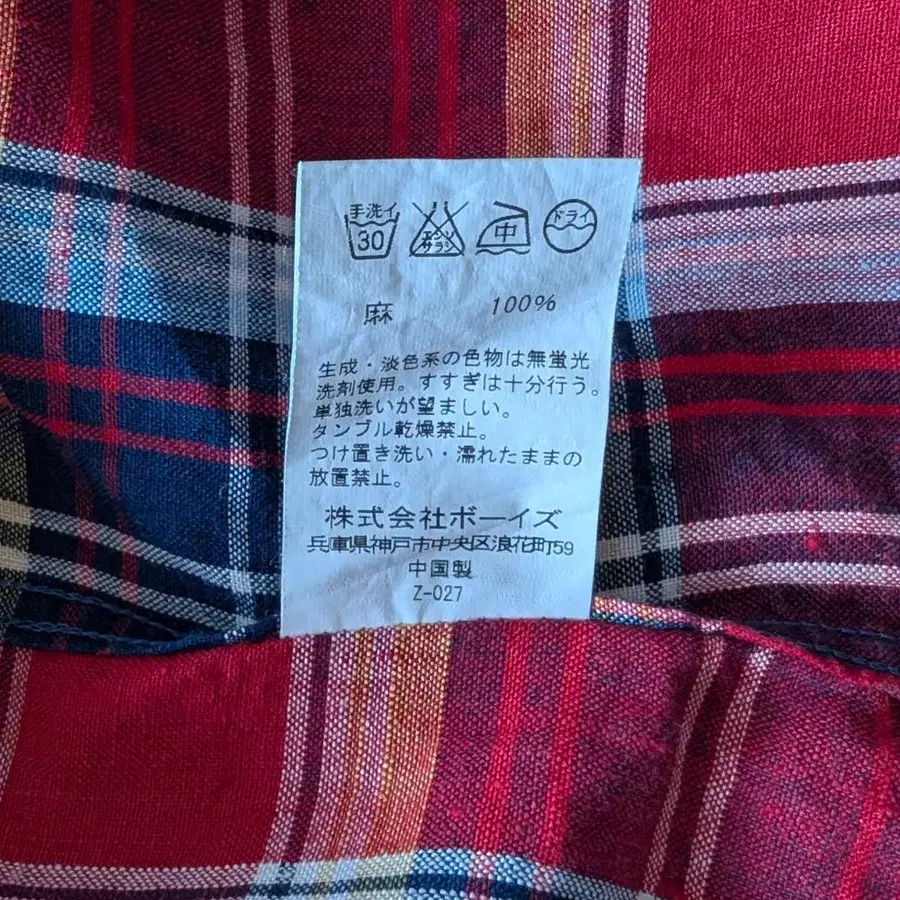 手洗イ 30 エンソ サラシ 中 ドライ
麻 100%
生成・淡色系の色物は無蛍光
洗剤使用。すすぎは十分行う。
単独洗いが望ましい。
タンブル乾燥禁止。
つけ置き洗い・濡れたままの
放置禁止。
株式会社ボーイズ
兵庫県神戸市中央区浪花町59
中国製
Z-027